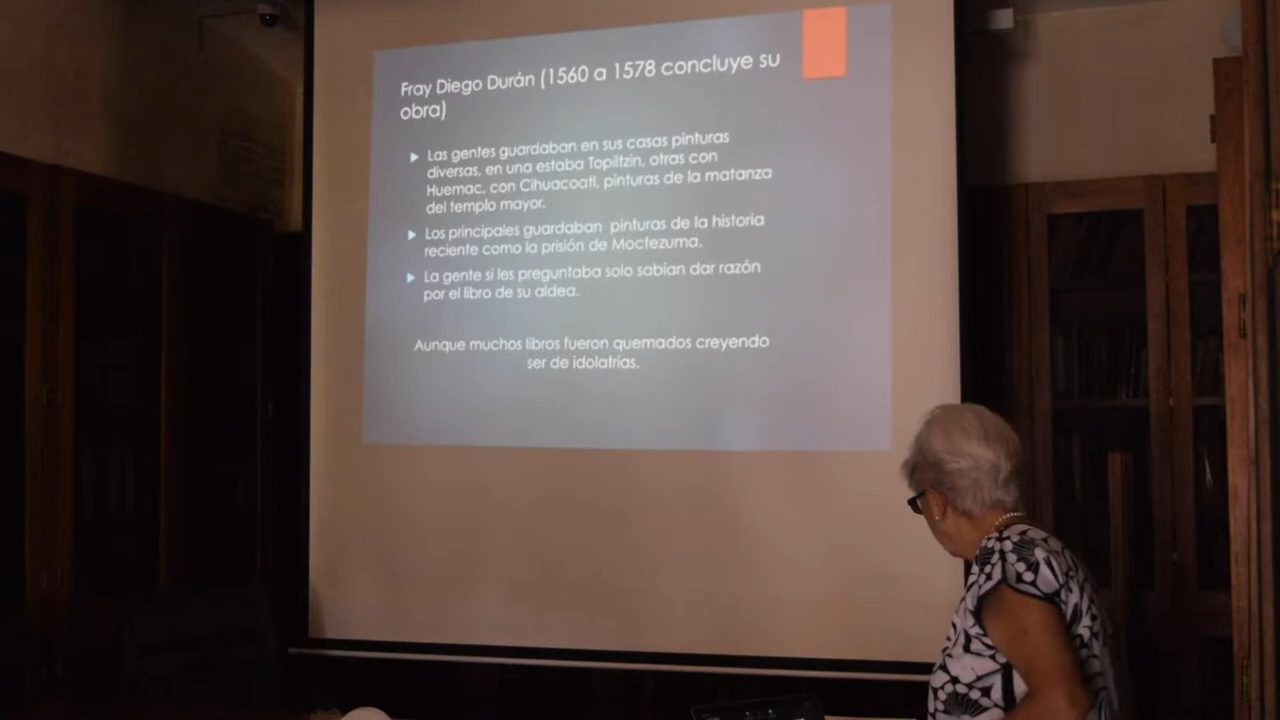 Fray Diego Durán (1560 a 1578 concluye su
obra)
Las gentes guardaban en sus casas pinturas
diversas, en una estaba Topiltzin, otras con
Huemac, con Cihuacoatl, pinturas de la matanza
del templo mayor.
Los principales guardaban pinturas de la historia
reciente como la prisión de Moctezuma.
La gente si les preguntaba solo sabían dar razón
por el libro de su aldea.
Aunque muchos libros fueron quemados creyendo
ser de idolatrías.